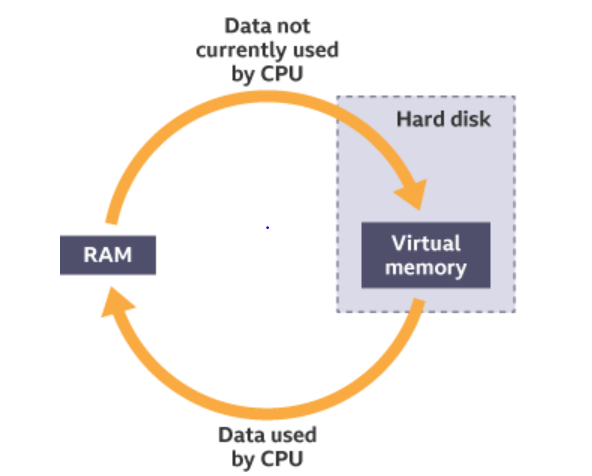 Data not
currently used
by CPU
Hard disk
RAM
Virtual
memory
Data used
by CPU